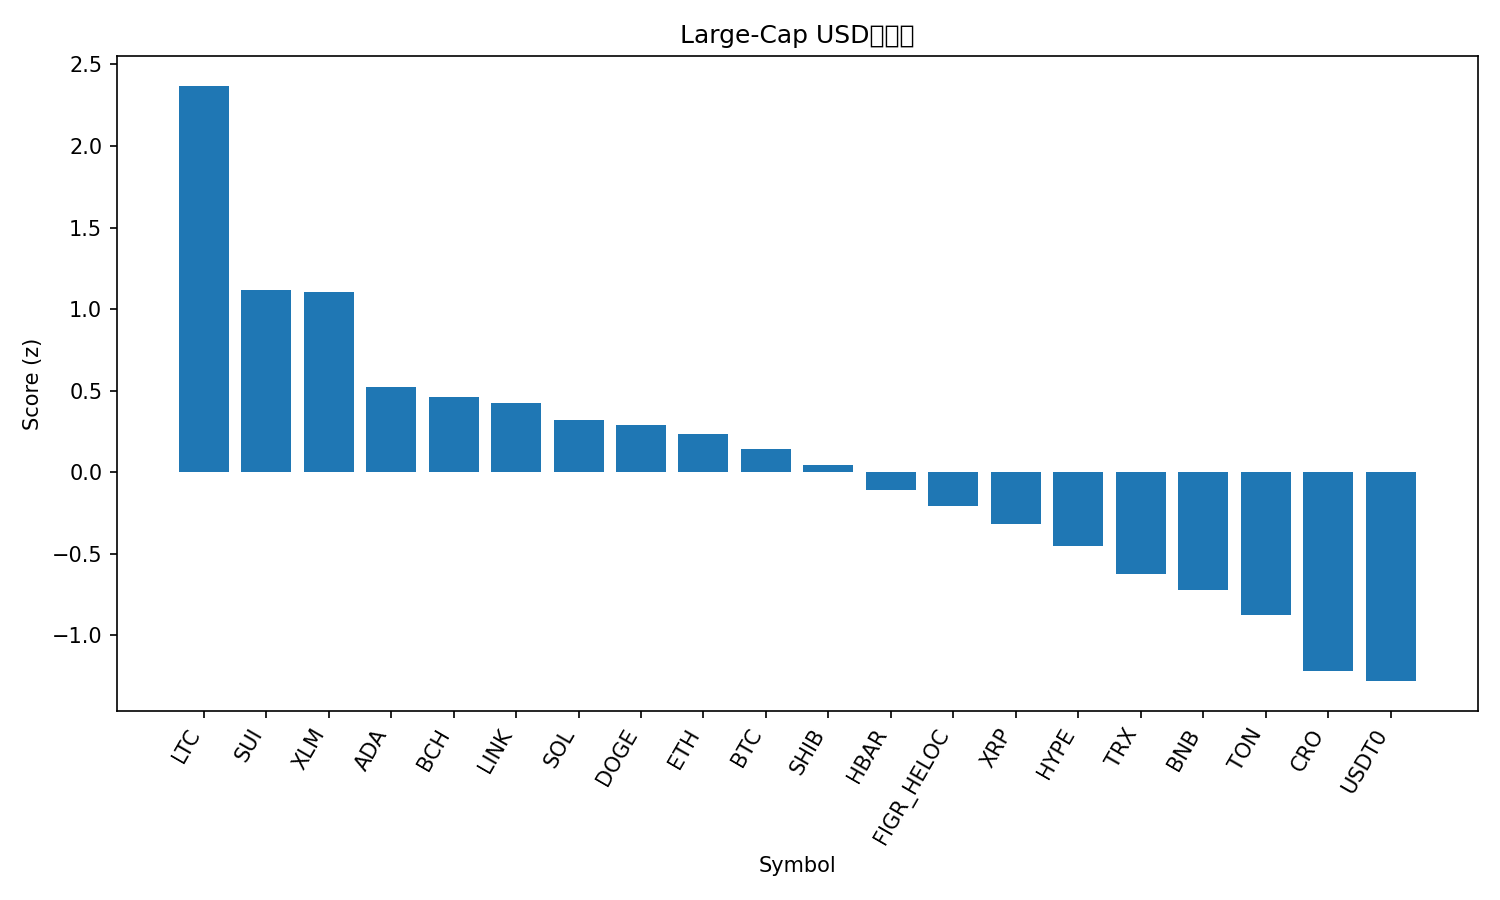 Large-Cap USD
2.5
2.0
1.5
1.0
0.5
0.0
−0.5
−1.0
Score (z)
LTC
SUI
XLM
ADA
BCH
LINK
SOL
DOGE
ETH
BTC
SHIB
HBAR
FIGR_HELOC
XRP
HYPE
TRX
BNB
TON
CRO
USDT0
Symbol